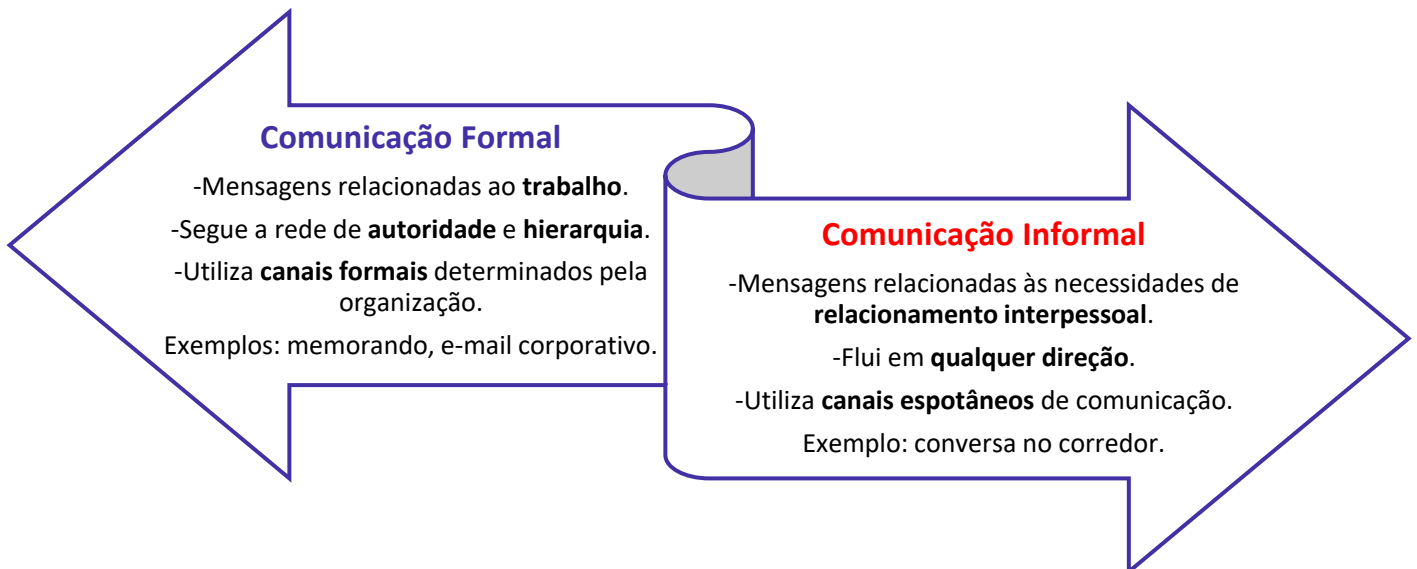 Comunicação Formal
-Mensagens relacionadas ao trabalho.
-Segue a rede de autoridade e hierarquia.
-Utiliza canais formais determinados pela
organização.
Exemplos: memorando, e-mail corporativo.
Comunicação Informal
-Mensagens relacionadas às necessidades de
relacionamento interpessoal.
-Flui em qualquer direção.
-Utiliza canais espotâneos de comunicação.
Exemplo: conversa no corredor.